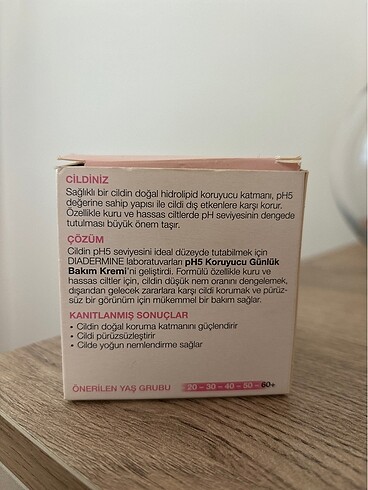 CİLDİNİZ
Sağlıklı bir cildin doğal hidrolipid koruyucu katmanı, pH5
değerine sahip yapısı ile cildi dış etkenlere karşı korur.
Özellikle kuru ve hassas ciltlerde pH seviyesinin dengede
tutulması büyük önem taşır.
ÇÖZÜM
Cildin pH5 seviyesini ideal düzeyde tutabilmek için
DIADERMINE laboratuvarları pH5 Koruyucu Günlük
Bakım Kremi'ni geliştirdi. Formülü özellikle kuru ve
hassas ciltler için, cildin düşük nem oranını dengelemek,
dışarıdan gelecek zararlara karşı cildi korumak ve pürüz-
süz bir görünüm için mükemmel bir bakım sağlar.
KANITLANMIŞ SONUÇLAR
• Cildin doğal koruma katmanını güçlendirir
• Cildi pürüzsüzleştirir
• Cilde yoğun nemlendirme sağlar
ÖNERİLEN YAŞ GRUBU 20 – 30 – 40 – 50 – 60+